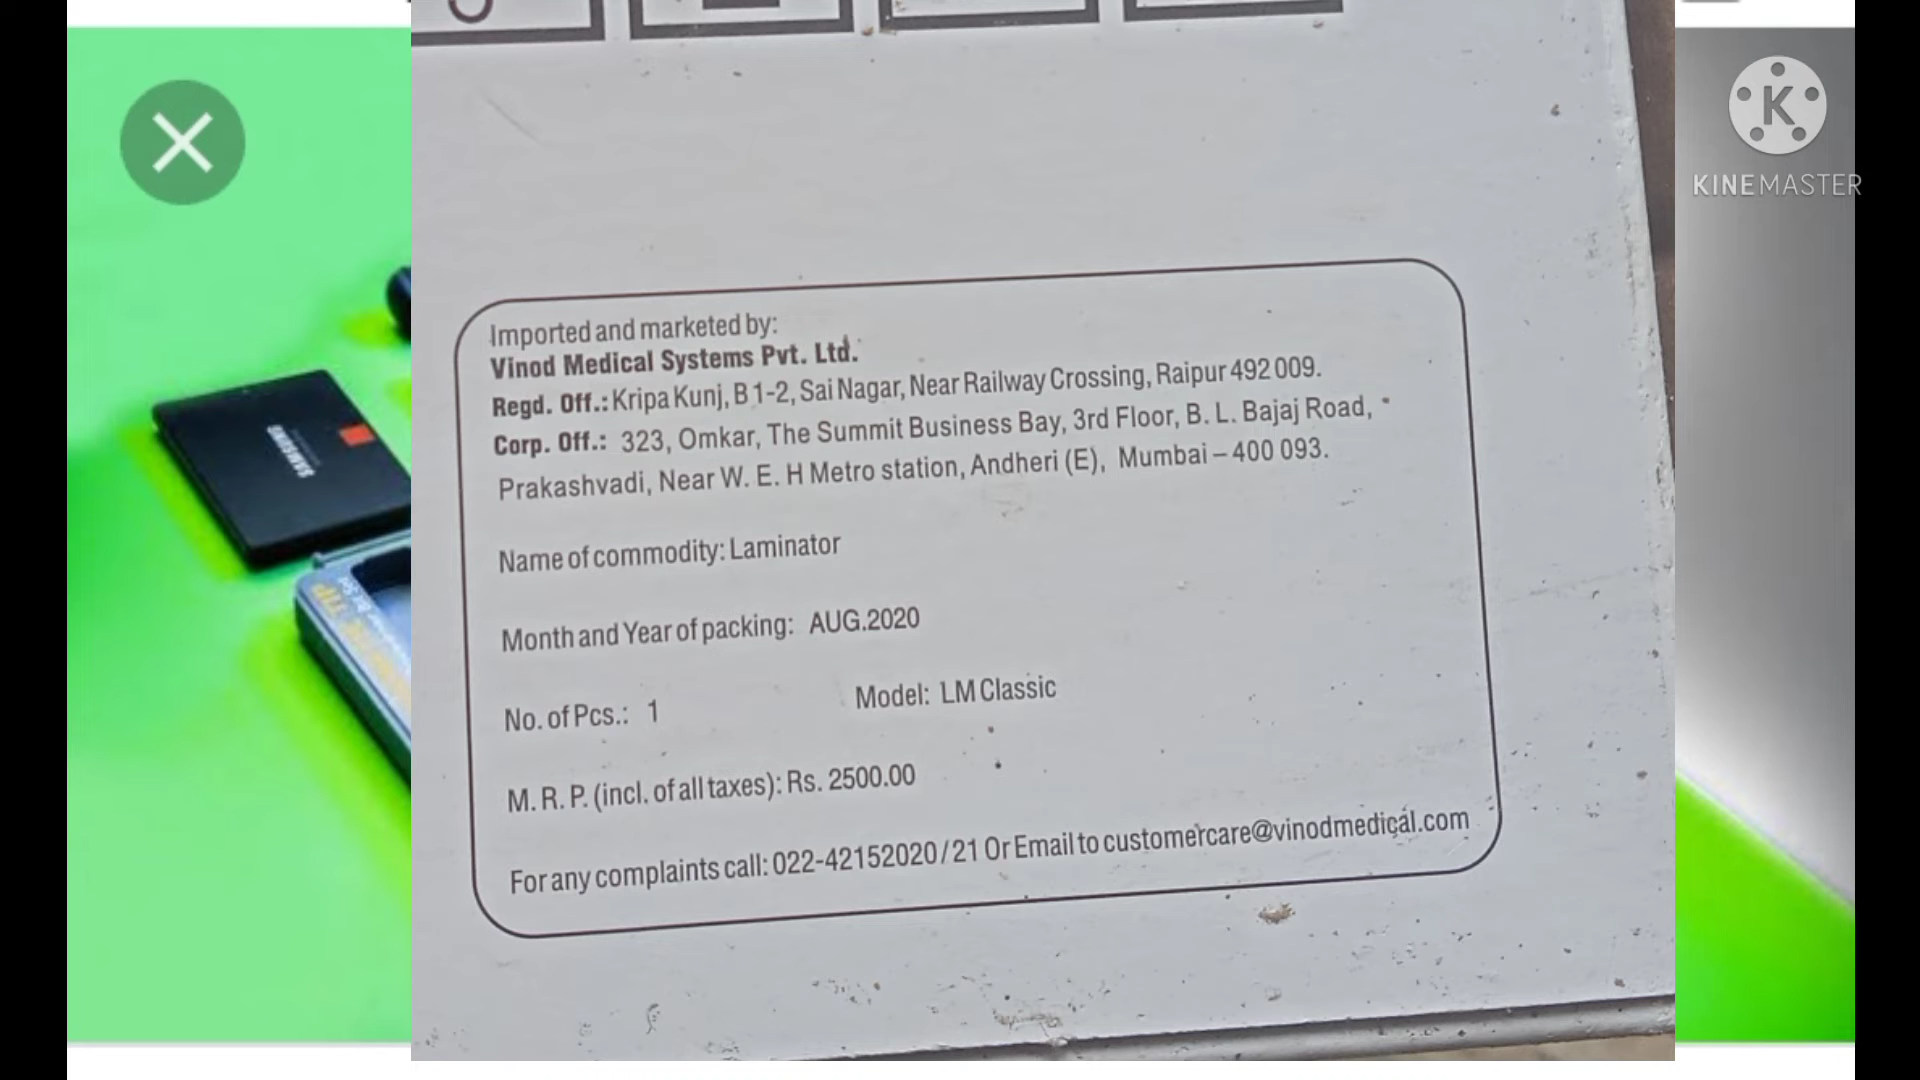 KINEMASTER
SAMSUNG
Imported and marketed by:
Vinod Medical Systems Pvt. Ltd.
Regd. Off.: Kripa Kunj, B 1-2, Sai Nagar, Near Railway Crossing, Raipur 492 009.
Corp. Off.: 323, Omkar, The Summit Business Bay, 3rd Floor, B. L. Bajaj Road,
Prakashvadi, Near W. E. H Metro station, Andheri (E), Mumbai – 400 093.
Name of commodity: Laminator
Month and Year of packing: AUG.2020
No. of Pcs.: 1 Model: LM Classic
M. R. P. (incl. of all taxes): Rs. 2500.00
For any complaints call: 022-42152020 / 21 Or Email to customercare@vinodmedical.com